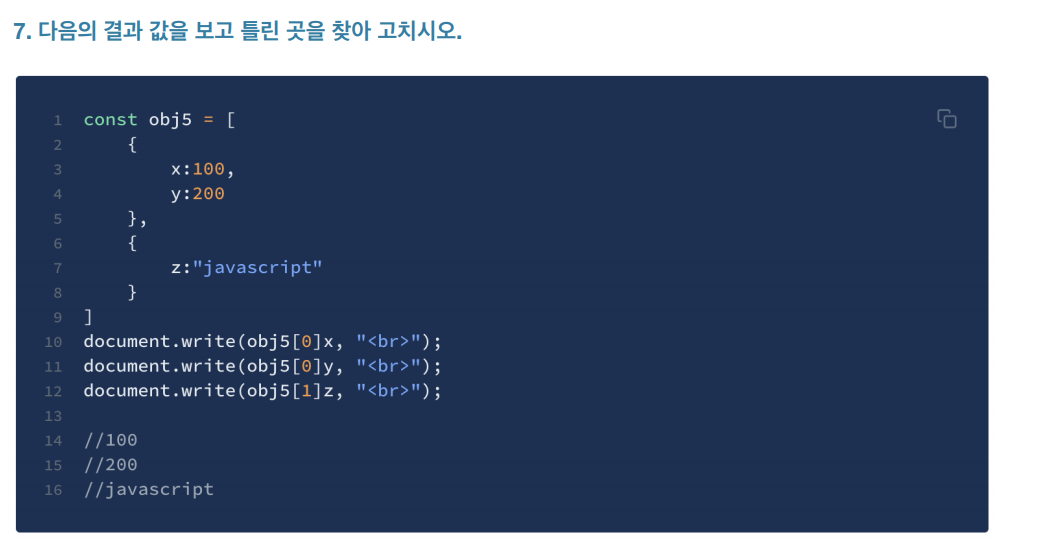 7. 다음의 결과 값을 보고 틀린 곳을 찾아 고치시오.
1 const obj5 = [
2     {
3         x:100,
4         y:200
5     },
6     {
7         z:"javascript"
8     }
9 ]
10 document.write(obj5[0]x, "<br>");
11 document.write(obj5[0]y, "<br>");
12 document.write(obj5[1]z, "<br>");
13
14 //100
15 //200
16 //javascript